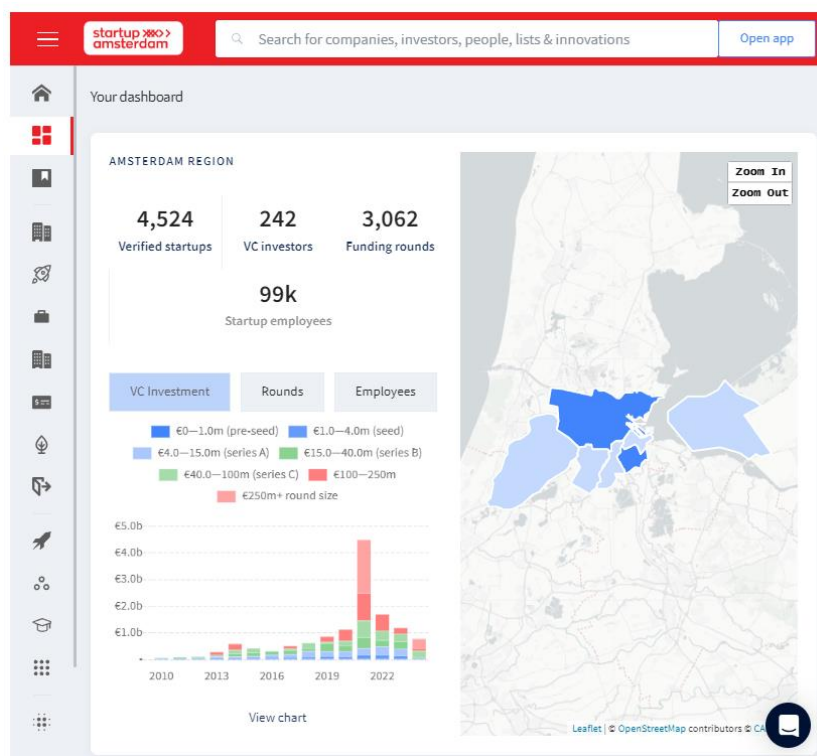 startup >
amsterdam
Search for companies, investors, people, lists & innovations
Open app
Your dashboard
AMSTERDAM REGION
4,524
Verified startups
242
VC investors
3,062
Funding rounds
99k
Startup employees
VC Investment
Rounds
Employees
€0—1.0m (pre-seed) €1.0—4.0m (seed)
€4.0—15.0m (series A) €15.0—40.0m (series B)
€40.0—100m (series C) €100—250m
€250m+ round size
€5.0b
€4.0b
€3.0b
€2.0b
€1.0b
2010 2013 2016 2019 2022
View chart
Zoom In
Zoom Out
Leaflet | © OpenStreetMap contributors ©